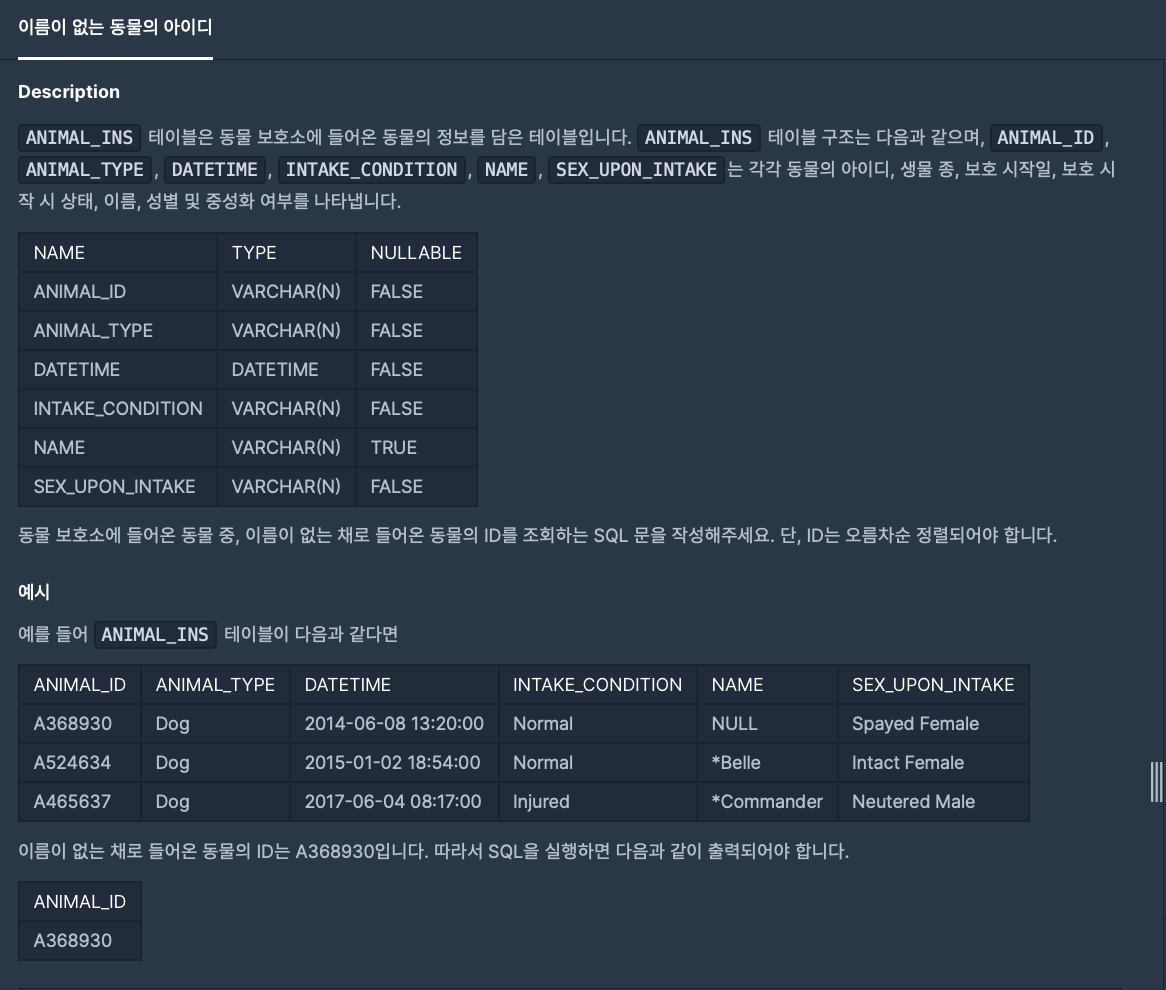 이름이 없는 동물의 아이디
Description
ANIMAL_INS 테이블은 동물 보호소에 들어온 동물의 정보를 담은 테이블입니다. ANIMAL_INS 테이블 구조는 다음과 같으며, ANIMAL_ID,
ANIMAL_TYPE, DATETIME, INTAKE_CONDITION, NAME, SEX_UPON_INTAKE는 각각 동물의 아이디, 생물 종, 보호 시작일, 보호 시
작 시 상태, 이름, 성별 및 중성화 여부를 나타냅니다.
NAME TYPE NULLABLE
ANIMAL_ID VARCHAR(N) FALSE
ANIMAL_TYPE VARCHAR(N) FALSE
DATETIME DATETIME FALSE
INTAKE_CONDITION VARCHAR(N) FALSE
NAME VARCHAR(N) TRUE
SEX_UPON_INTAKE VARCHAR(N) FALSE
동물 보호소에 들어온 동물 중, 이름이 없는 채로 들어온 동물의 ID를 조회하는 SQL 문을 작성해주세요. 단, ID는 오름차순 정렬되어야 합니다.
예시
예를 들어 ANIMAL_INS 테이블이 다음과 같다면
ANIMAL_ID ANIMAL_TYPE DATETIME INTAKE_CONDITION NAME SEX_UPON_INTAKE
A368930 Dog 2014-06-08 13:20:00 Normal NULL Spayed Female
A524634 Dog 2015-01-02 18:54:00 Normal *Belle Intact Female
A465637 Dog 2017-06-04 08:17:00 Injured *Commander Neutered Male
이름이 없는 채로 들어온 동물의 ID는 A368930입니다. 따라서 SQL을 실행하면 다음과 같이 출력되어야 합니다.
ANIMAL_ID
A368930